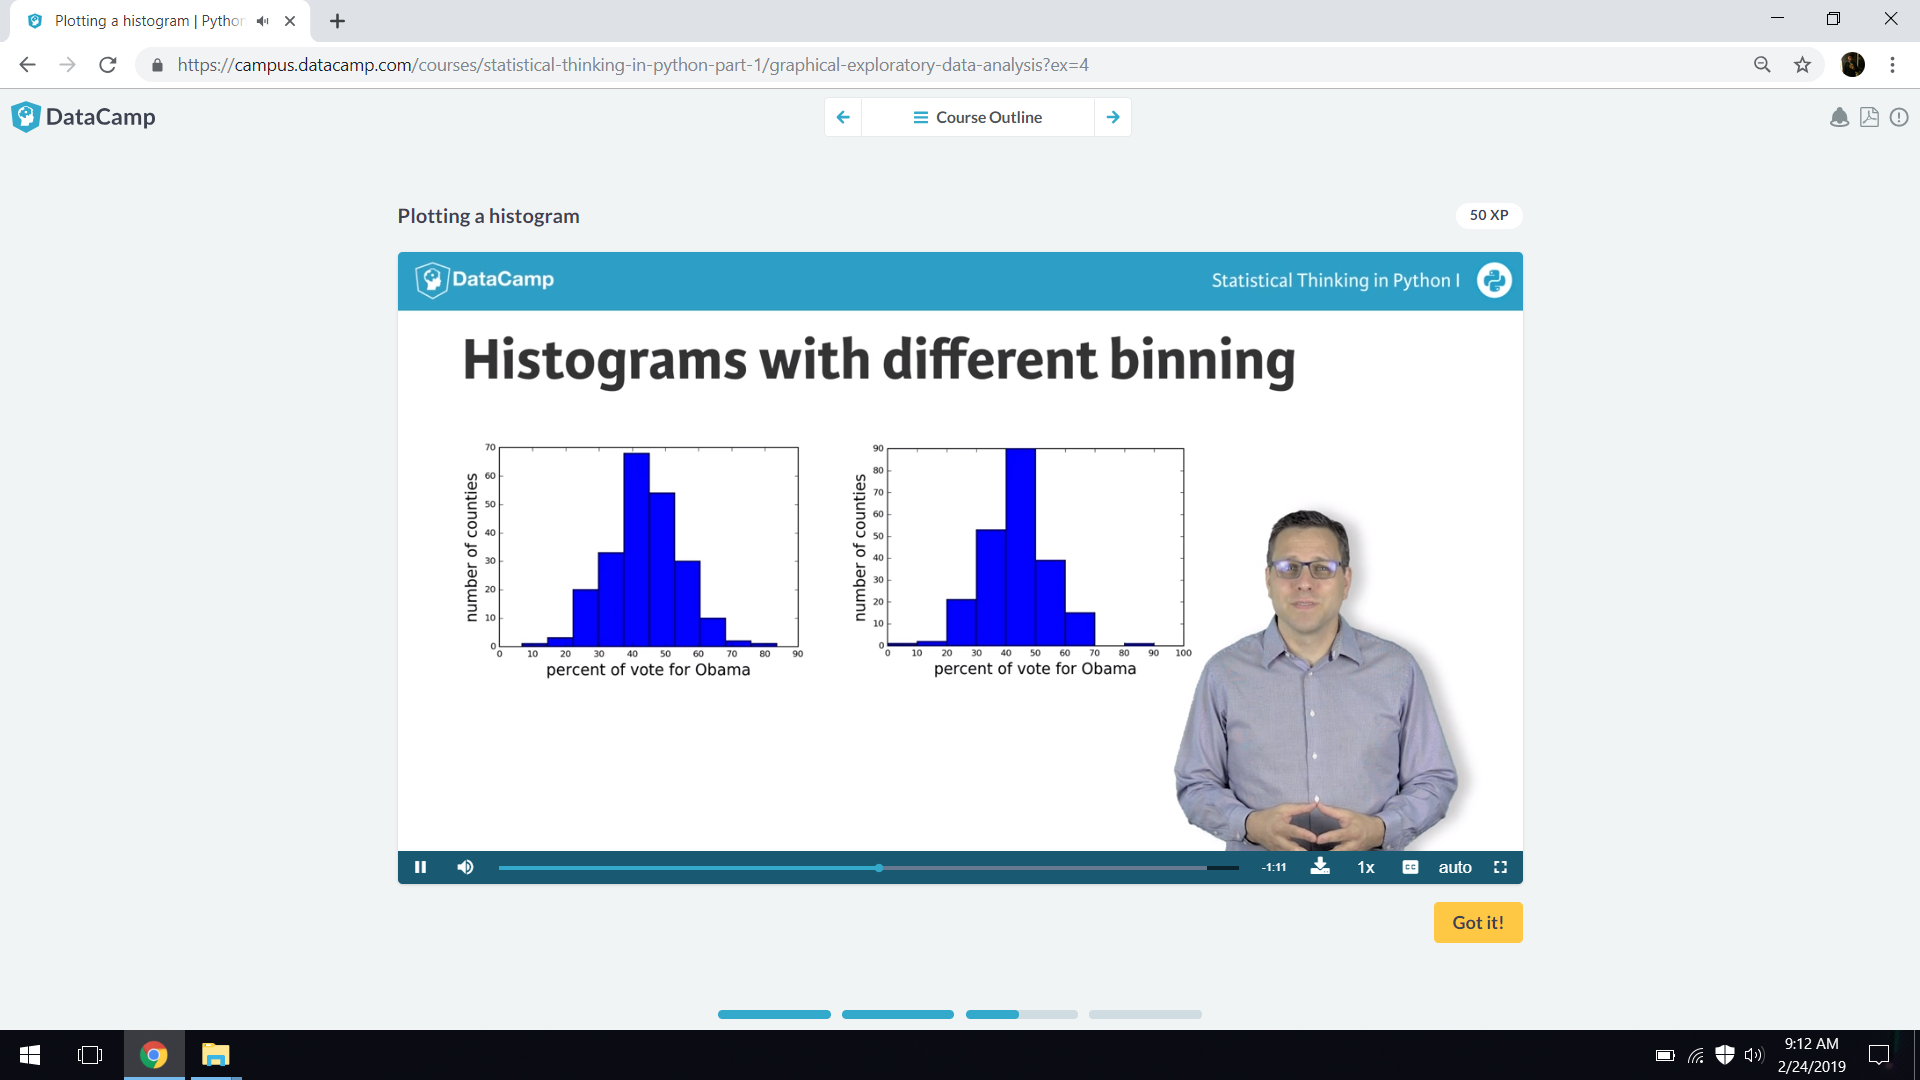 Plotting a histogram | Python
https://campus.datacamp.com/courses/statistical-thinking-in-python-part-1/graphical-exploratory-data-analysis?ex=4
DataCamp
Course Outline
Plotting a histogram
50 XP
DataCamp
Statistical Thinking in Python I
Histograms with different binning
70
60
50
40
30
20
10
0
number of counties
0 10 20 30 40 50 60 70 80 90
percent of vote for Obama
90
80
70
60
50
40
30
20
10
0
number of counties
0 10 20 30 40 50 60 70 80 90 100
percent of vote for Obama
-1:11
1x
CC
auto
Got it!
9:12 AM
2/24/2019